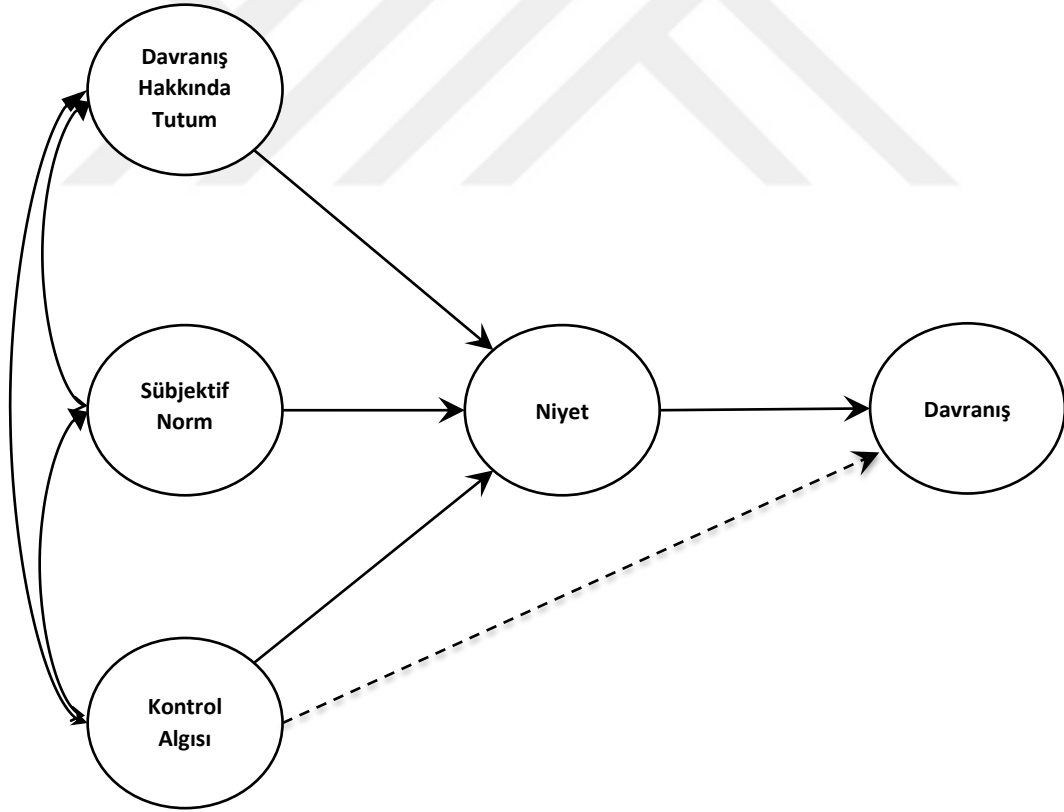 Davranış
Hakkında
Tutum
Sübjektif
Norm
Niyet
Davranış
Kontrol
Algısı